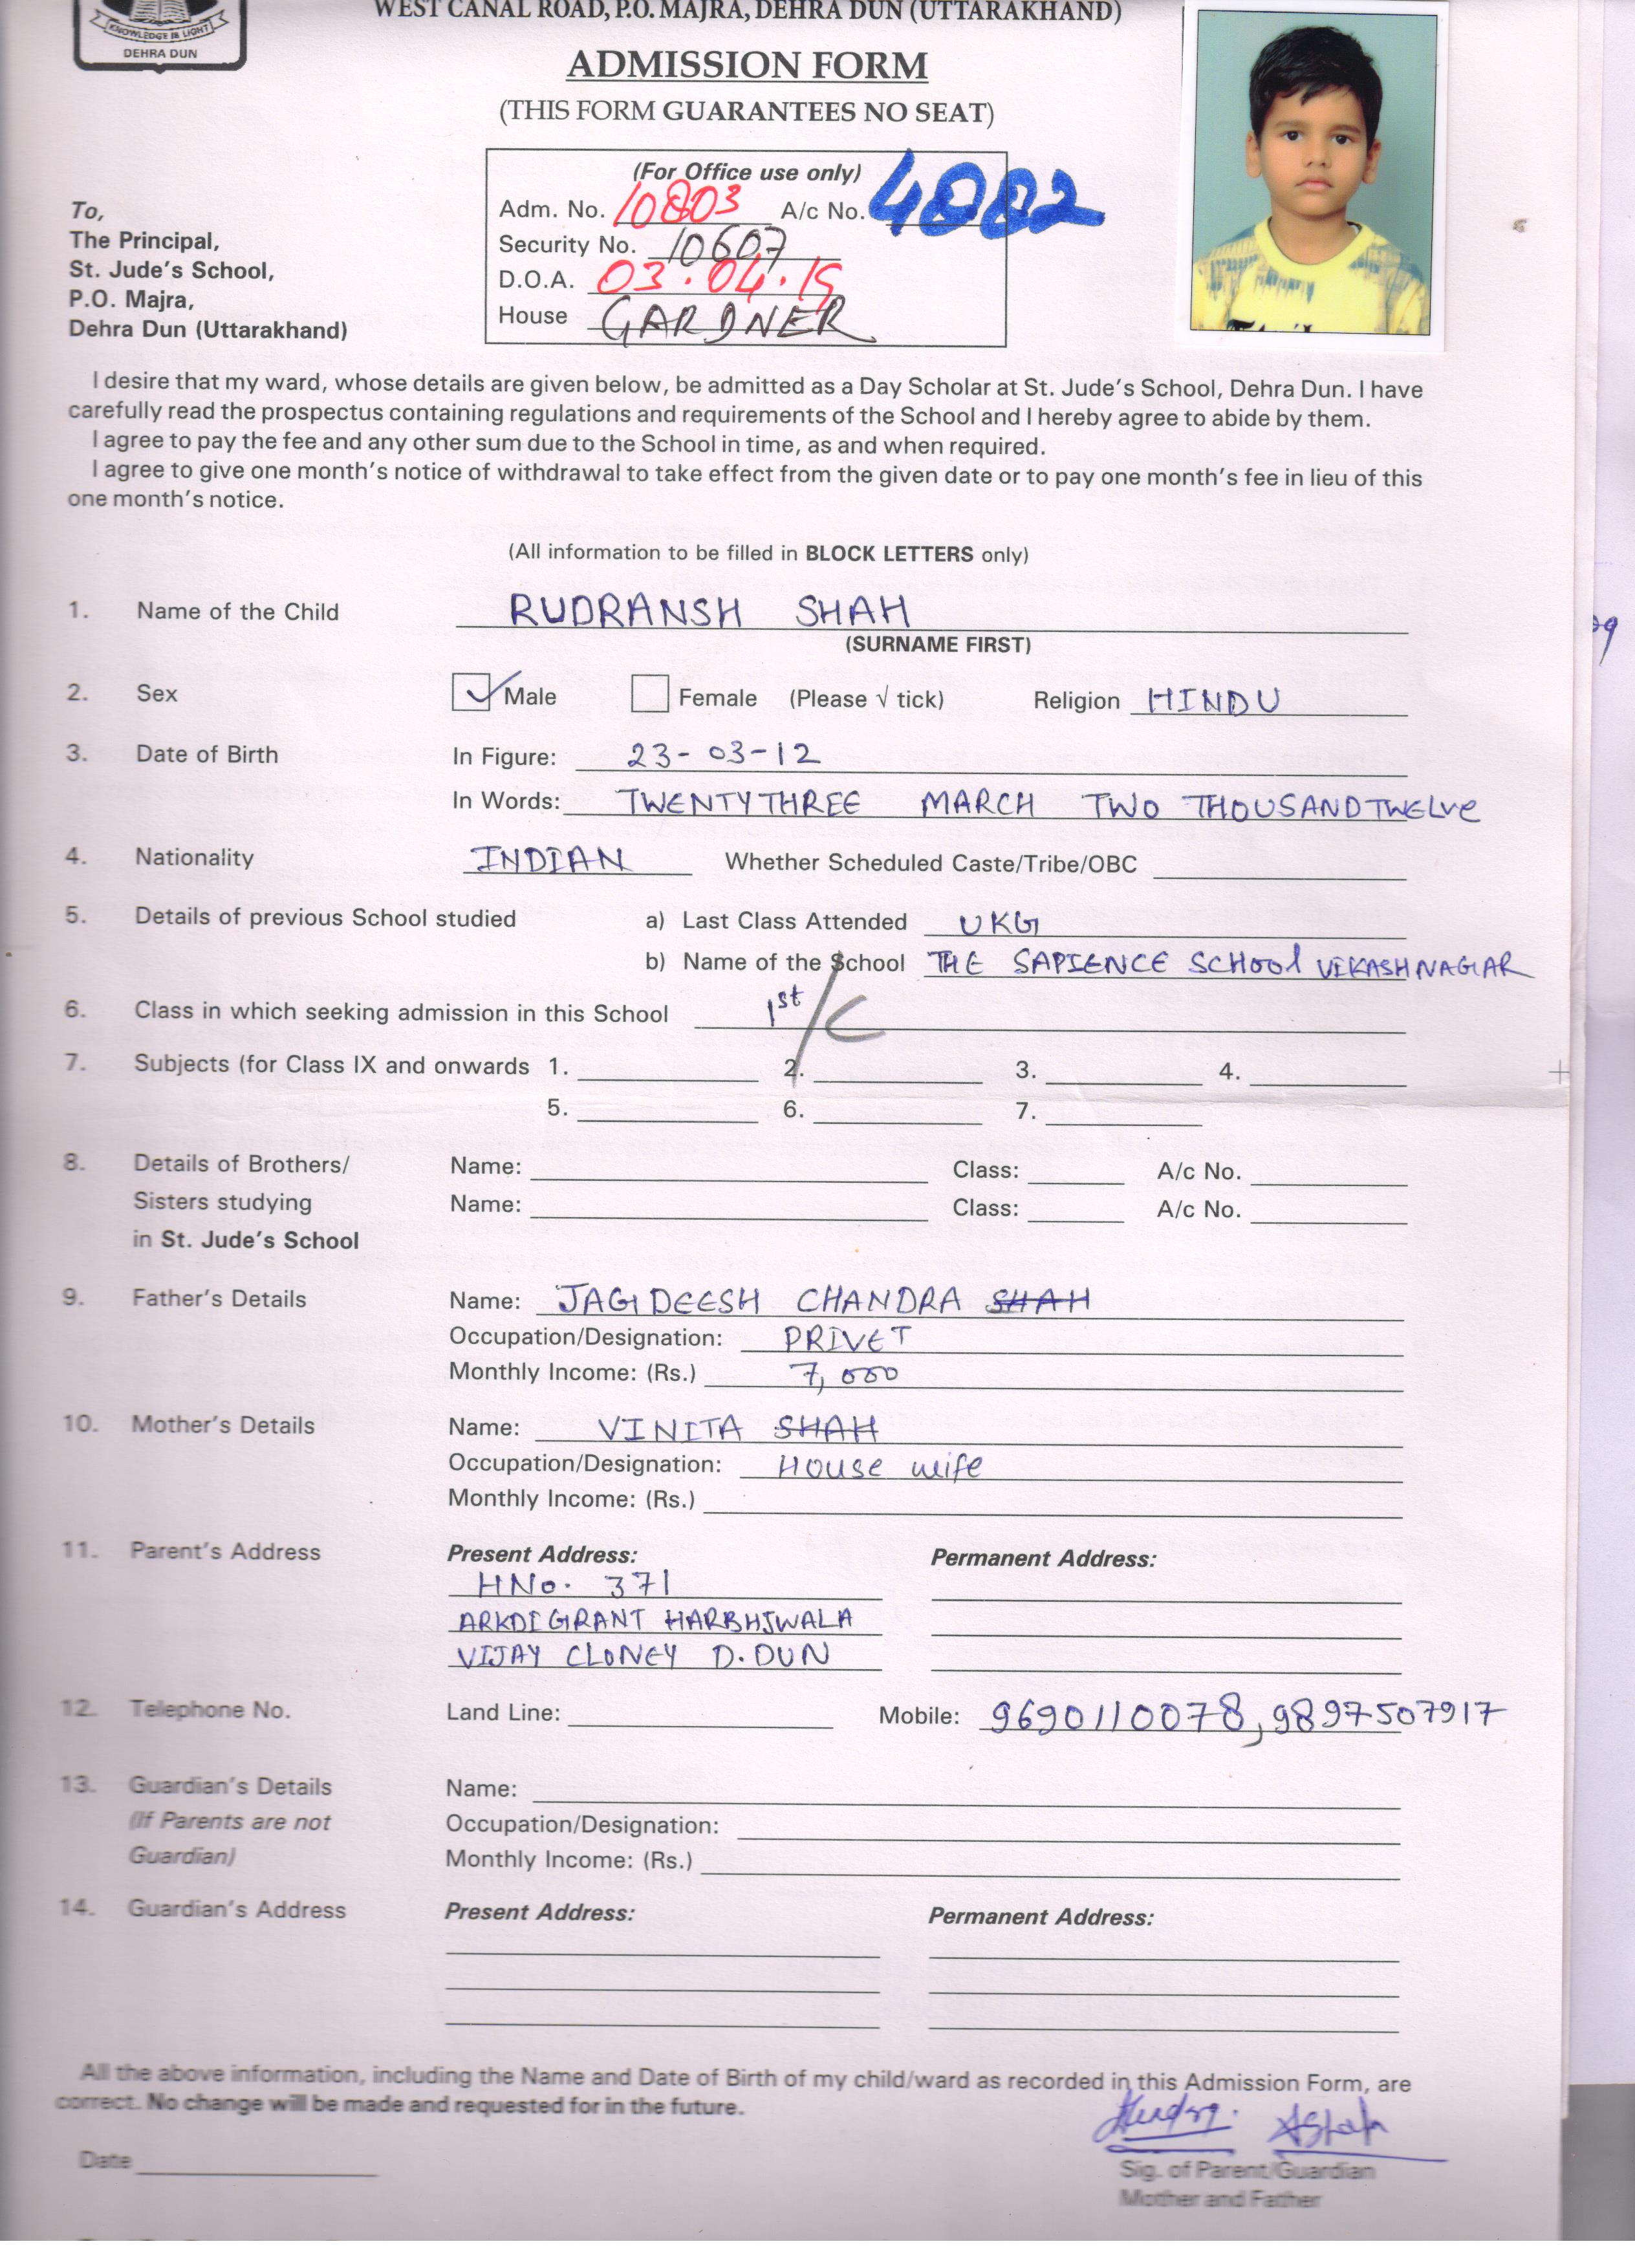 WEST CANAL ROAD, P.O. MAJRA, DEHRA DUN (UTTARAKHAND)
KNOWLEDGE IS LIGHT
DEHRA DUN
ADMISSION FORM
(THIS FORM GUARANTEES NO SEAT)
(For Office use only)
Adm. No. 10803 A/c No. 4002
Security No. 10607
D.O.A. 03.04.19
House GARDNER
To,
The Principal,
St. Jude's School,
P.O. Majra,
Dehra Dun (Uttarakhand)
I desire that my ward, whose details are given below, be admitted as a Day Scholar at St. Jude's School, Dehra Dun. I have
carefully read the prospectus containing regulations and requirements of the School and I hereby agree to abide by them.
I agree to pay the fee and any other sum due to the School in time, as and when required.
I agree to give one month's notice of withdrawal to take effect from the given date or to pay one month's fee in lieu of this
one month's notice.
(All information to be filled in BLOCK LETTERS only)
1. Name of the Child RUDRANSH SHAH
(SURNAME FIRST)
2. Sex Male Female (Please √ tick) Religion HINDU
3. Date of Birth In Figure: 23-03-12
In Words: TWENTYTHREE MARCH TWO THOUSANDTWELVE
4. Nationality INDIAN Whether Scheduled Caste/Tribe/OBC
5. Details of previous School studied a) Last Class Attended UKG
b) Name of the School THE SAPIENCE SCHOOl VIKASHNAGAR
6. Class in which seeking admission in this School 1st/C
7. Subjects (for Class IX and onwards 1. 2. 3. 4.
5. 6. 7.
8. Details of Brothers/ Name: Class: A/c No.
Sisters studying Name: Class: A/c No.
in St. Jude's School
9. Father's Details Name: JAGDEESH CHANDRA SHAH
Occupation/Designation: PRIVET
Monthly Income: (Rs.) 7,000
10. Mother's Details Name: VINITA SHAH
Occupation/Designation: House wife
Monthly Income: (Rs.)
11. Parent's Address Present Address: Permanent Address:
HNo. 371
ARKDIGRANT HARBHJWALA
VIJAY CLONEY D.DUN
12. Telephone No. Land Line: Mobile: 9690110078, 9897507917
13. Guardian's Details Name:
(If Parents are not Occupation/Designation:
Guardian) Monthly Income: (Rs.)
14. Guardian's Address Present Address: Permanent Address:
All the above information, including the Name and Date of Birth of my child/ward as recorded in this Admission Form, are
correct. No change will be made and requested for in the future.
Date
Sig. of Parent/Guardian
Mother and Father